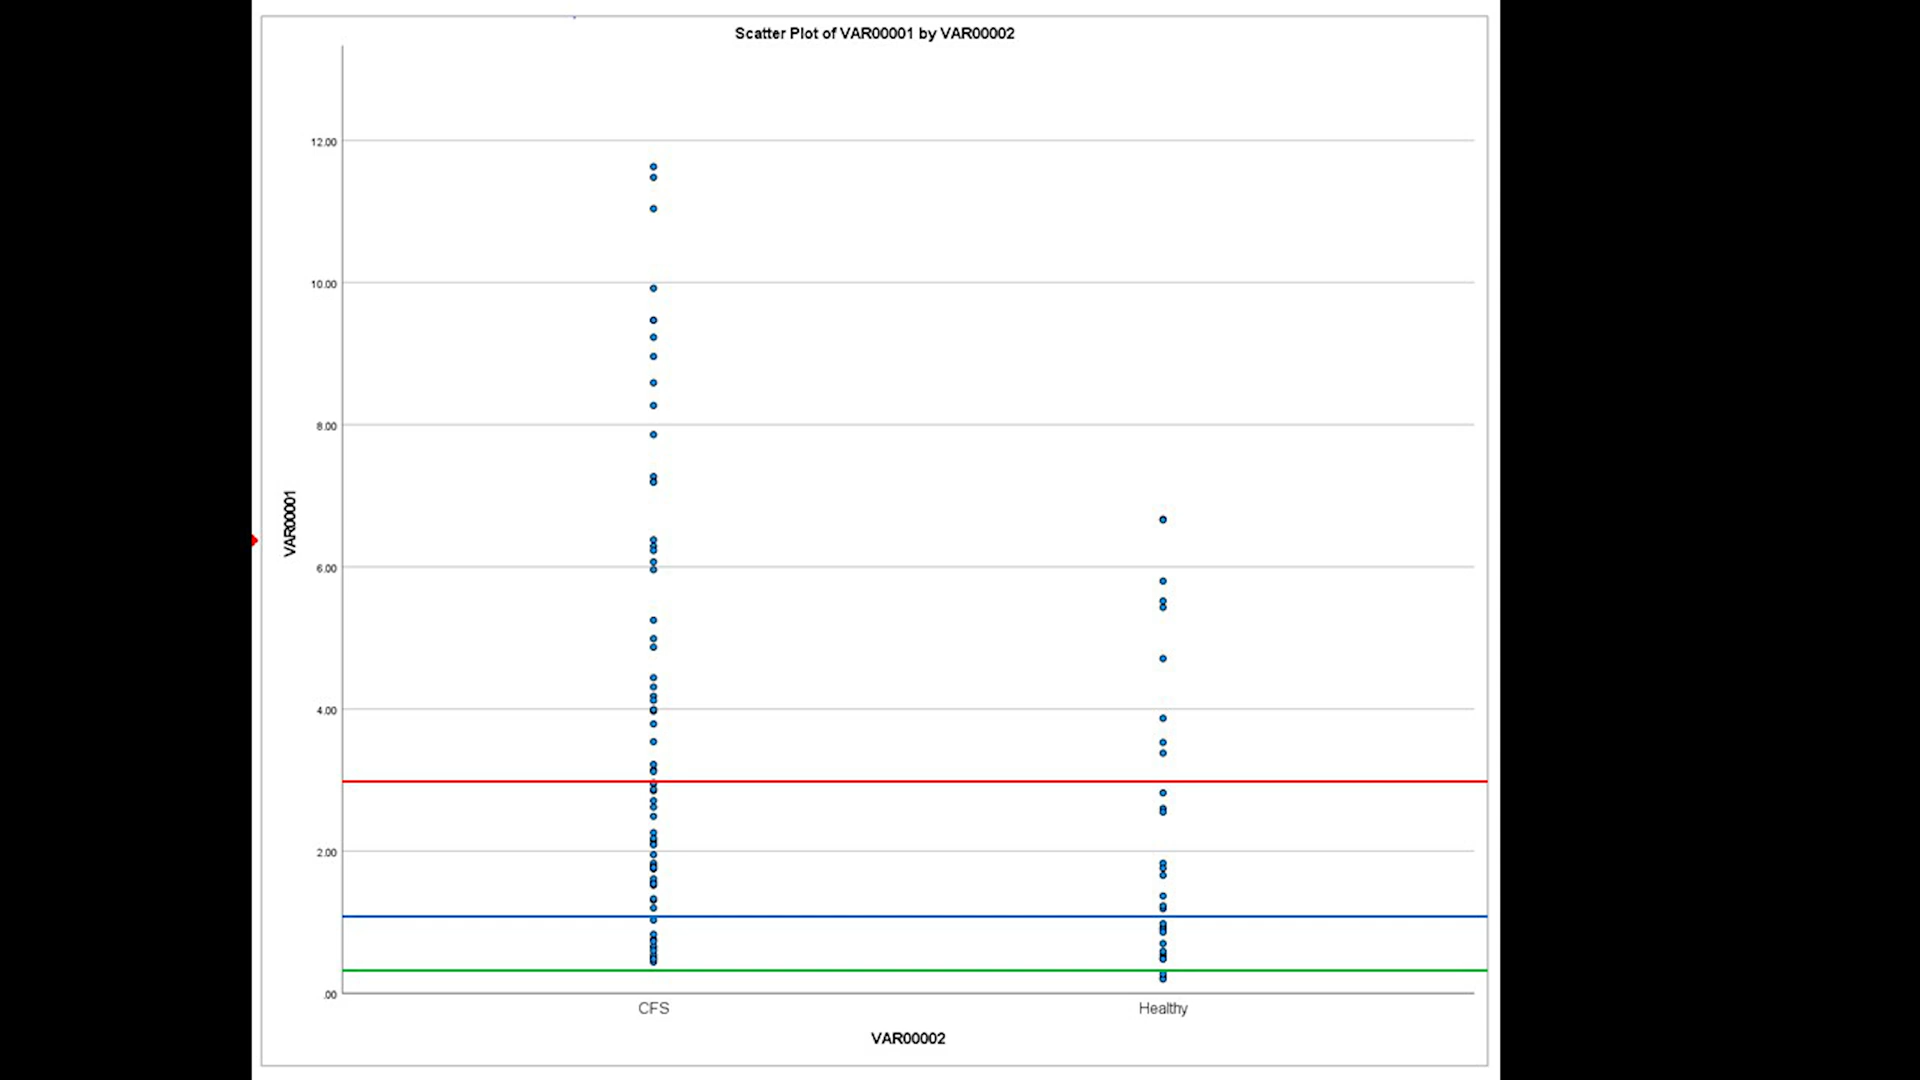 Scatter Plot of VAR00001 by VAR00002
12.00
10.00
8.00
6.00
4.00
2.00
.00
VAR00001
CFS
Healthy
VAR00002